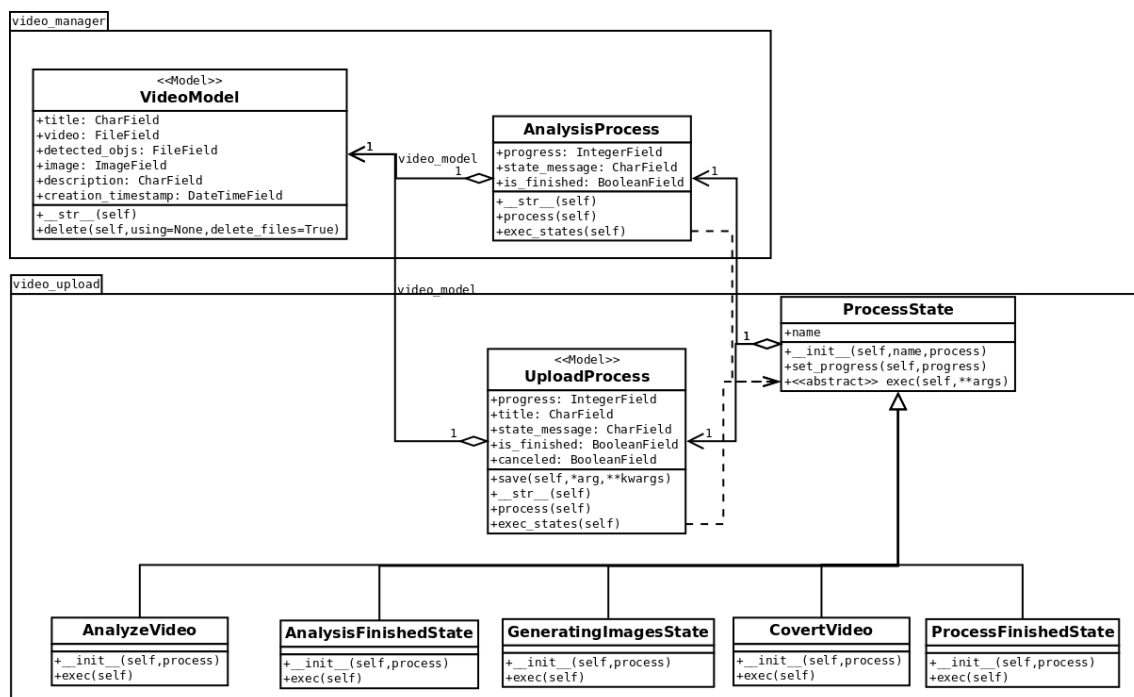 video_manager
<<Model>>
VideoModel
+title: CharField
+video: FileField
+detected_objs: FileField
+image: ImageField
+description: CharField
+creation_timestamp: DateTimeField
+__str__(self)
+delete(self,using=None,delete_files=True)
1
video_model
1
AnalysisProcess
+progress: IntegerField
+state_message: CharField
+is_finished: BooleanField
+__str__(self)
+process(self)
+exec_states(self)
1
video_upload
video_model
ProcessState
+name
+__init__(self,name,process)
+set_progress(self,progress)
+<<abstract>> exec(self,**args)
1
<<Model>>
UploadProcess
+progress: IntegerField
+title: CharField
+state_message: CharField
+is_finished: BooleanField
+canceled: BooleanField
+save(self,*arg,**kwargs)
+__str__(self)
+process(self)
+exec_states(self)
1
1
AnalyzeVideo
+__init__(self,process)
+exec(self)
AnalysisFinishedState
+__init__(self,process)
+exec(self)
GeneratingImagesState
+__init__(self,process)
+exec(self)
CovertVideo
+__init__(self,process)
+exec(self)
ProcessFinishedState
+__init__(self,process)
+exec(self)